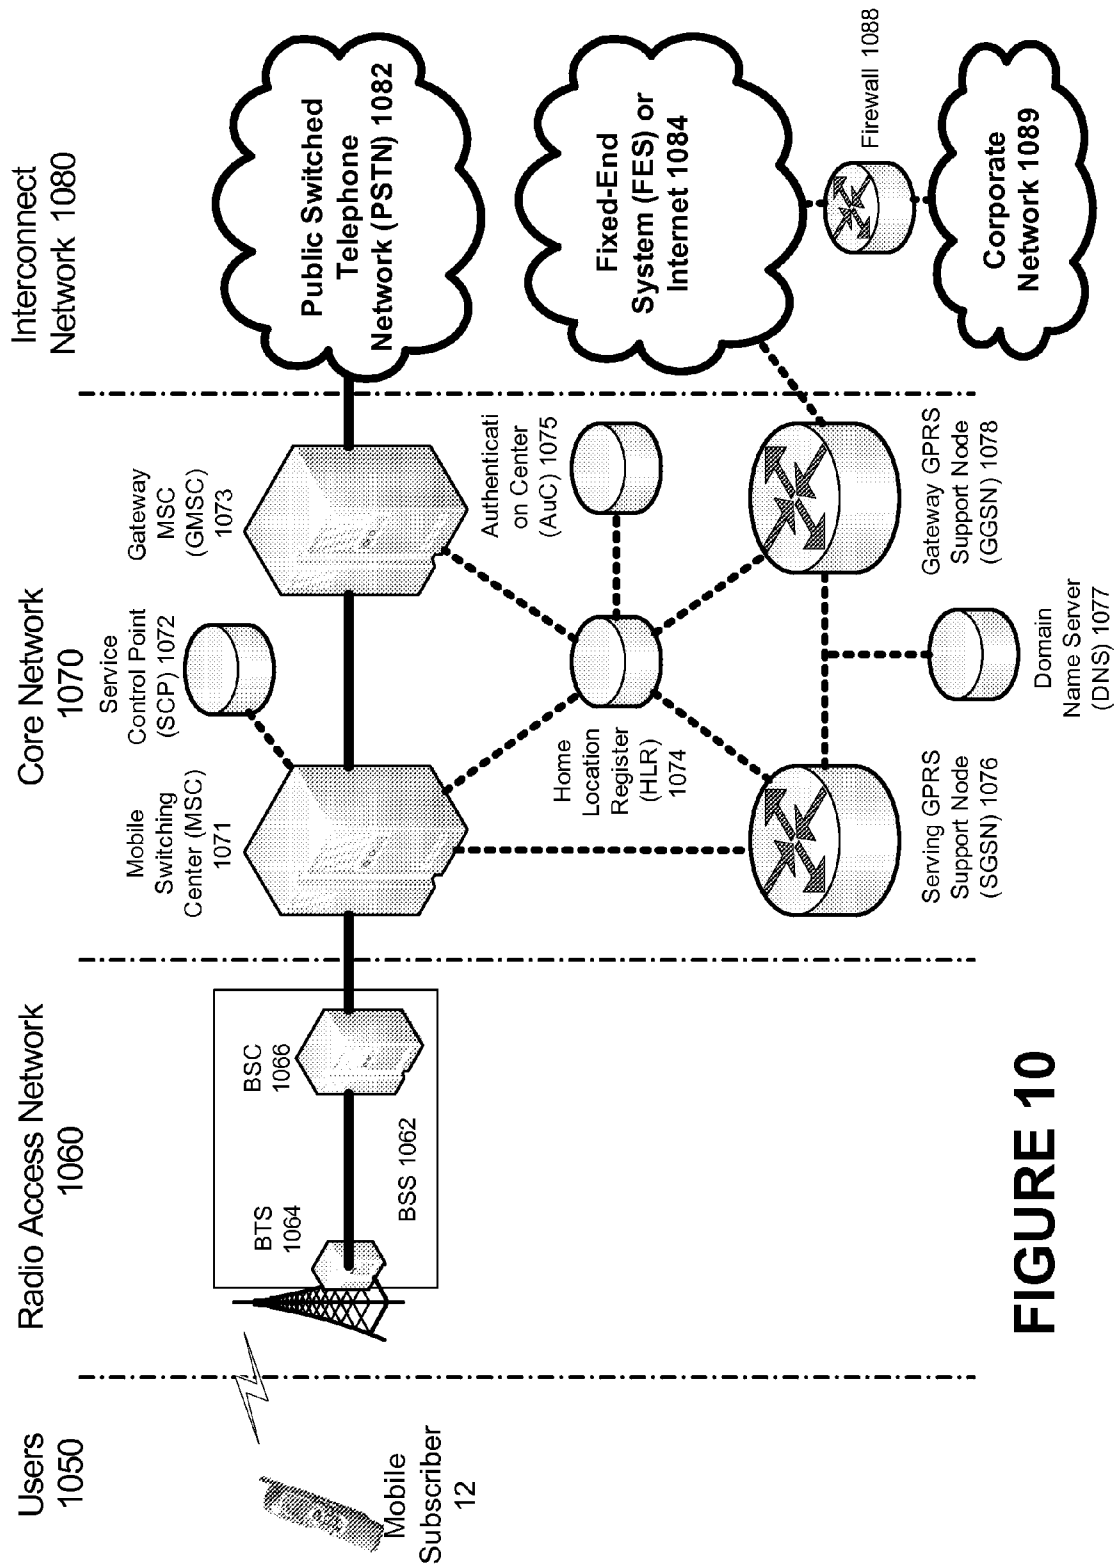 Users
1050
Radio Access Network
1060
Core Network
1070
Interconnect
Network 1080
Mobile
Subscriber
12
BTS
1064
BSC
1066
BSS 1062
Mobile
Switching
Center (MSC)
1071
Service
Control Point
(SCP) 1072
Gateway
MSC
(GMSC)
1073
Public Switched
Telephone
Network (PSTN) 1082
Home
Location
Register
(HLR)
1074
Authenticati
on Center
(AuC) 1075
Fixed-End
System (FES) or
Internet 1084
Firewall 1088
Serving GPRS
Support Node
(SGSN) 1076
Domain
Name Server
(DNS) 1077
Gateway GPRS
Support Node
(GGSN) 1078
Corporate
Network 1089
FIGURE 10